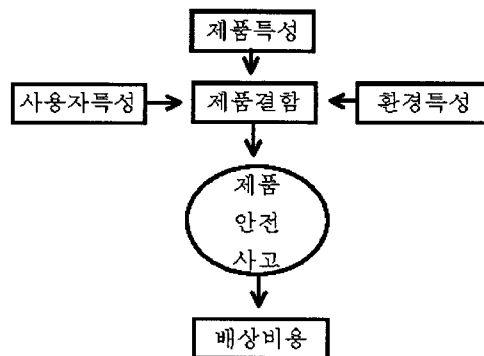 제품특성
사용자특성
제품결함
환경특성
제품
안전
사고
배상비용